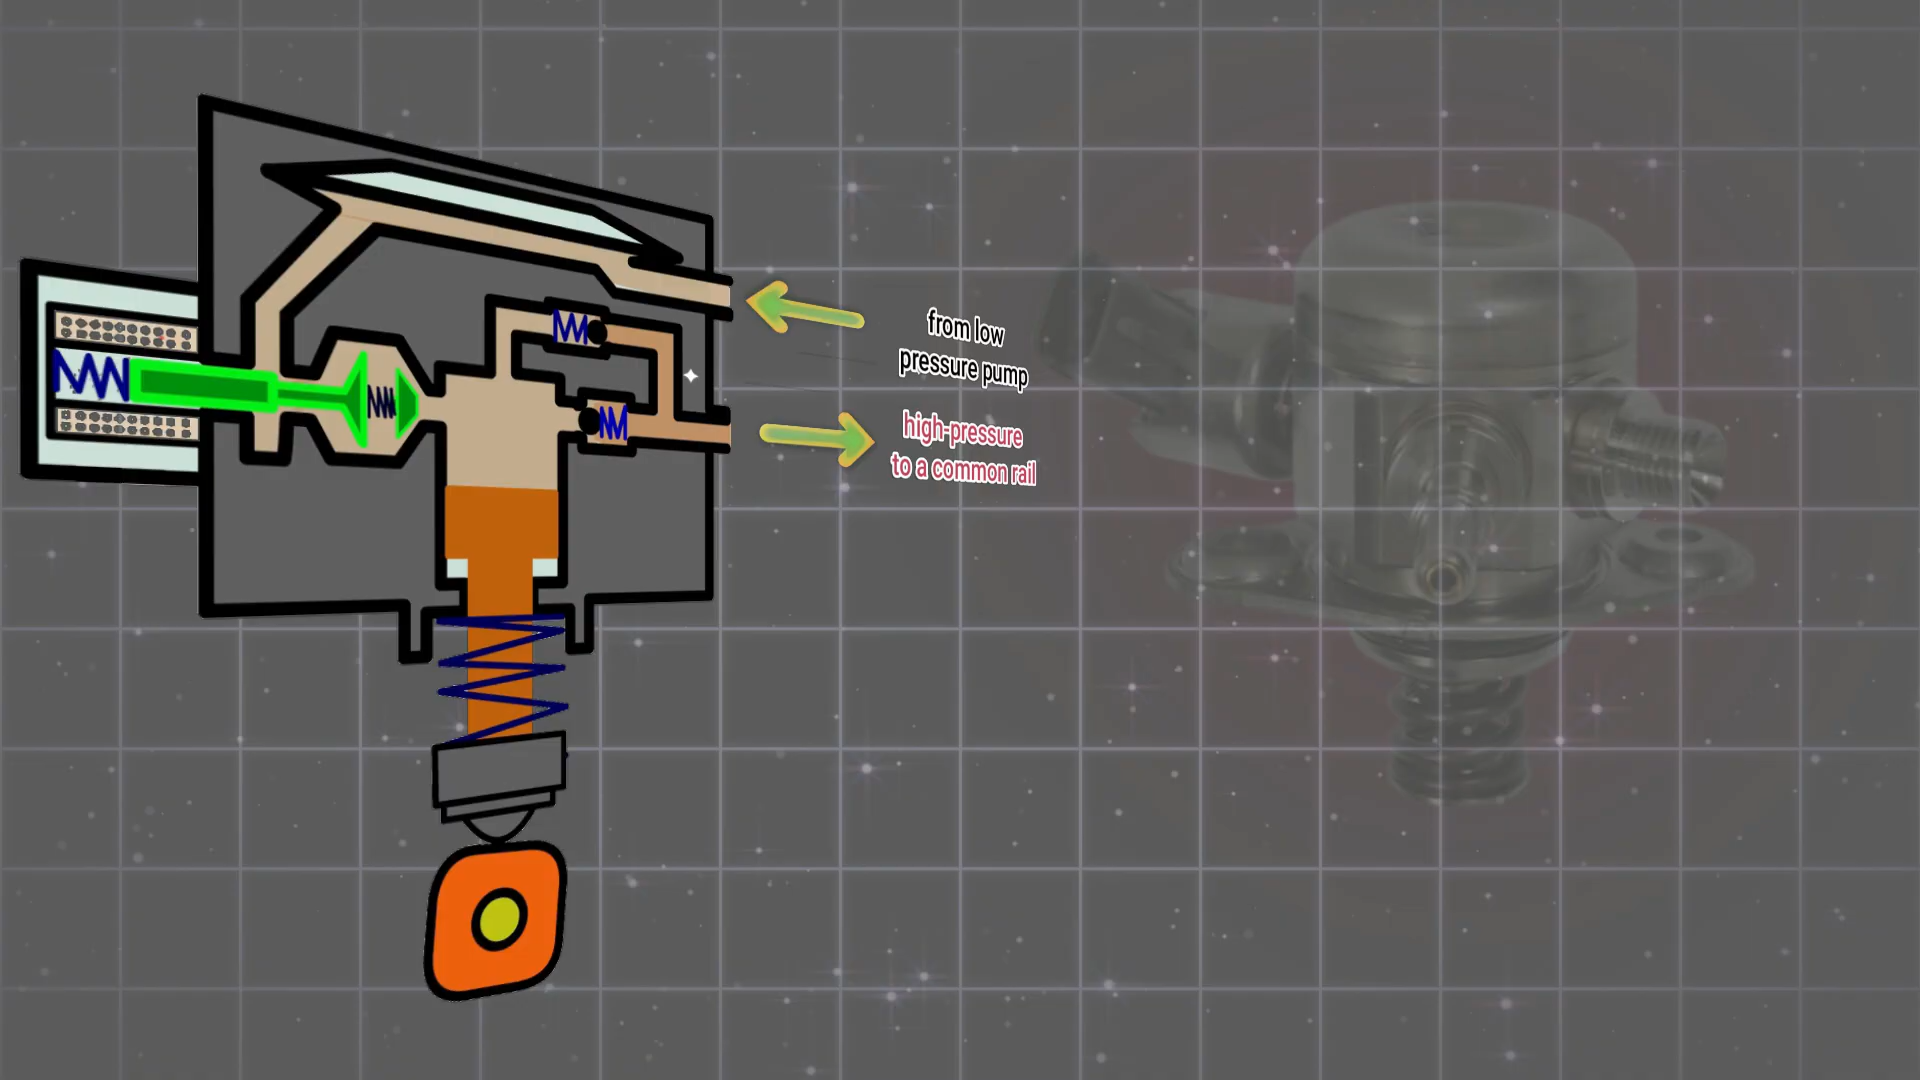 from low
pressure pump
high-pressure
to a common rail